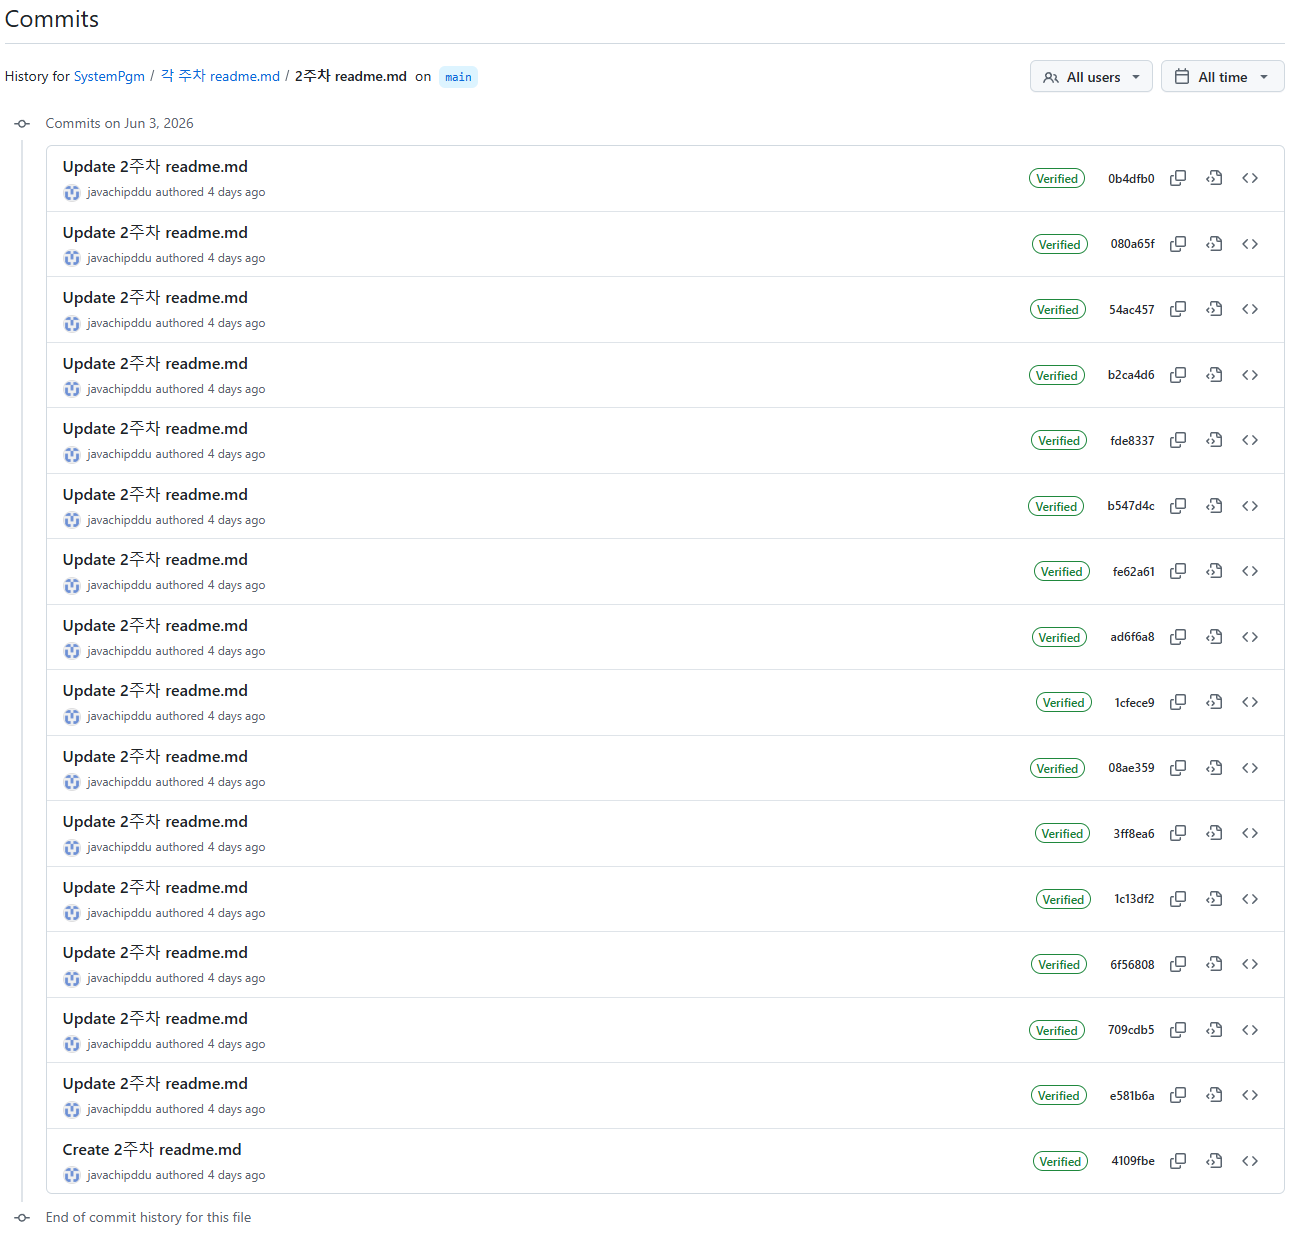 Commits
History for SystemPgm / 각 주차 readme.md / 2주차 readme.md on main
All users
All time
Commits on Jun 3, 2026
Update 2주차 readme.md
Verified 0b4dfb0
javachipddu authored 4 days ago
Update 2주차 readme.md
Verified 080a65f
javachipddu authored 4 days ago
Update 2주차 readme.md
Verified 54ac457
javachipddu authored 4 days ago
Update 2주차 readme.md
Verified b2ca4d6
javachipddu authored 4 days ago
Update 2주차 readme.md
Verified fde8337
javachipddu authored 4 days ago
Update 2주차 readme.md
Verified b547d4c
javachipddu authored 4 days ago
Update 2주차 readme.md
Verified fe62a61
javachipddu authored 4 days ago
Update 2주차 readme.md
Verified ad6f6a8
javachipddu authored 4 days ago
Update 2주차 readme.md
Verified 1cfece9
javachipddu authored 4 days ago
Update 2주차 readme.md
Verified 08ae359
javachipddu authored 4 days ago
Update 2주차 readme.md
Verified 3ff8ea6
javachipddu authored 4 days ago
Update 2주차 readme.md
Verified 1c13df2
javachipddu authored 4 days ago
Update 2주차 readme.md
Verified 6f56808
javachipddu authored 4 days ago
Update 2주차 readme.md
Verified 709cdb5
javachipddu authored 4 days ago
Update 2주차 readme.md
Verified e581b6a
javachipddu authored 4 days ago
Create 2주차 readme.md
Verified 4109fbe
javachipddu authored 4 days ago
End of commit history for this file